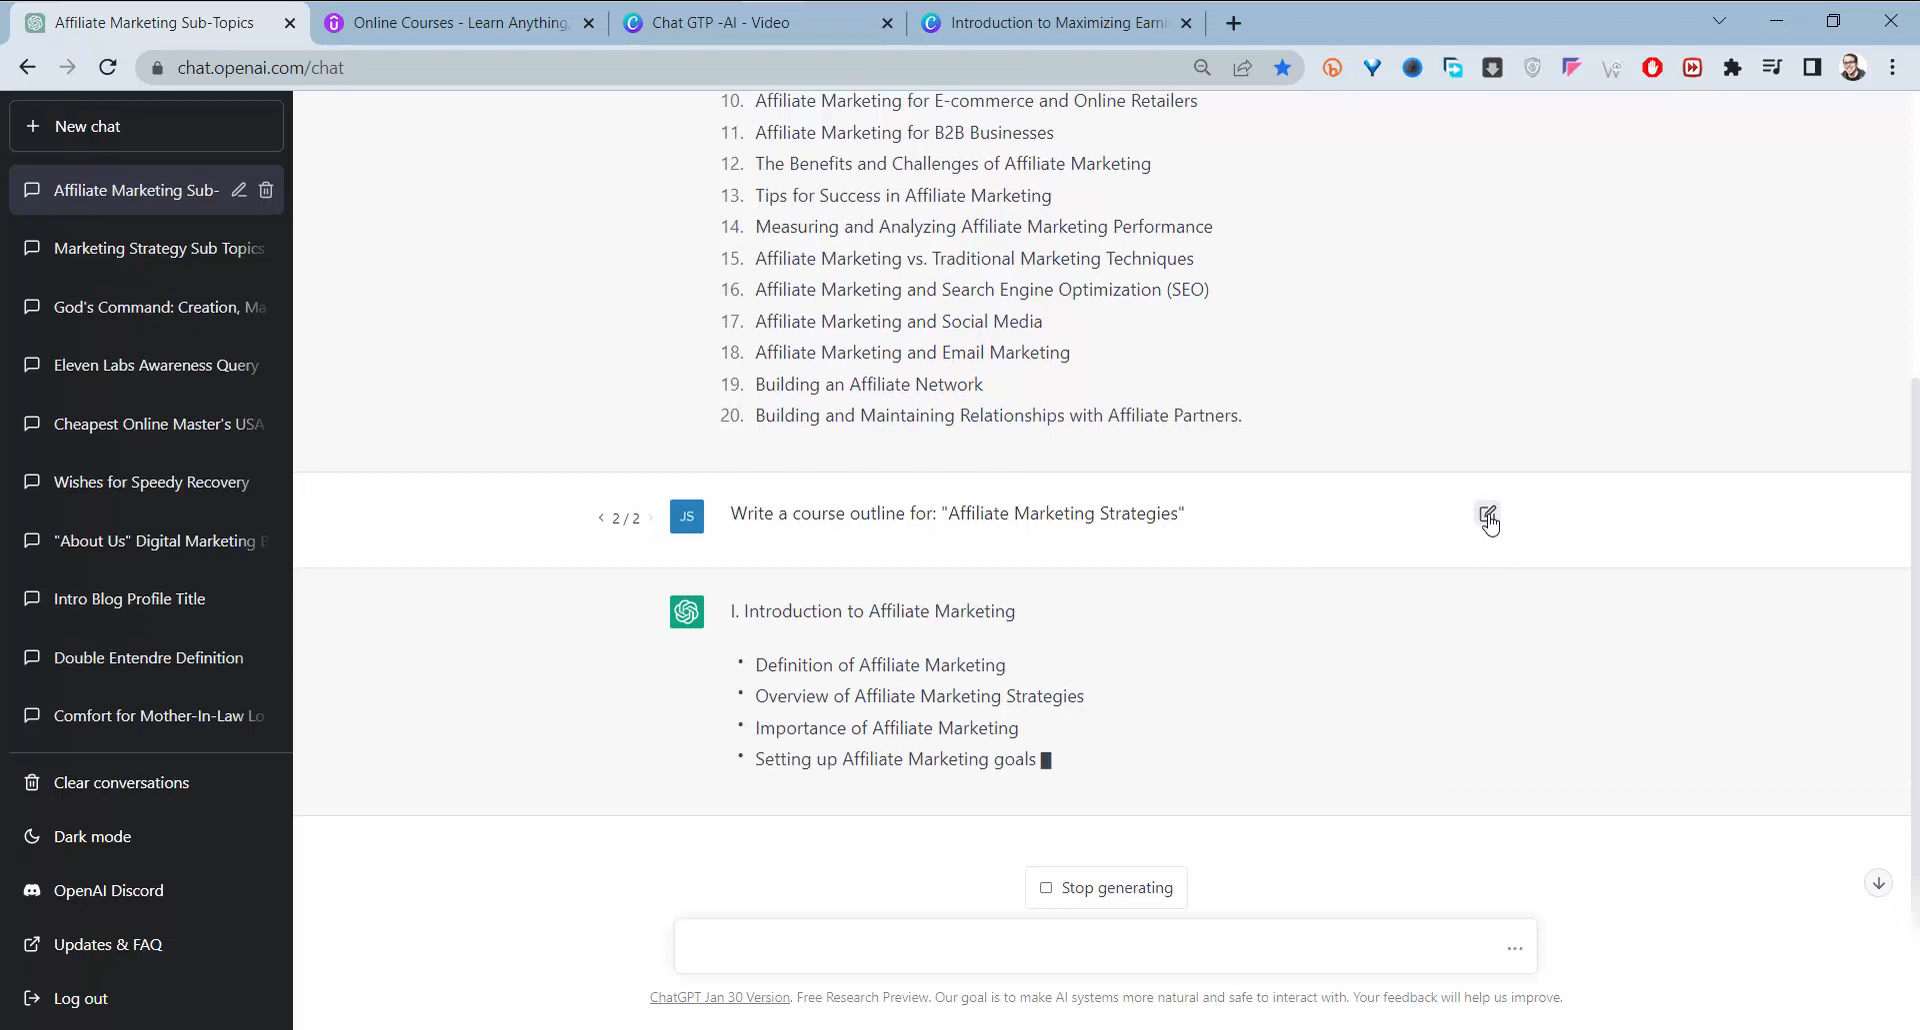 Affiliate Marketing Sub-Topics
Online Courses - Learn Anything,
Chat GTP -AI - Video
Introduction to Maximizing Earni
chat.openai.com/chat
New chat
Affiliate Marketing Sub-
Marketing Strategy Sub Topics
God's Command: Creation, Ma
Eleven Labs Awareness Query
Cheapest Online Master's USA
Wishes for Speedy Recovery
"About Us" Digital Marketing B
Intro Blog Profile Title
Double Entendre Definition
Comfort for Mother-In-Law Lo
Clear conversations
Dark mode
OpenAI Discord
Updates & FAQ
Log out
10. Affiliate Marketing for E-commerce and Online Retailers
11. Affiliate Marketing for B2B Businesses
12. The Benefits and Challenges of Affiliate Marketing
13. Tips for Success in Affiliate Marketing
14. Measuring and Analyzing Affiliate Marketing Performance
15. Affiliate Marketing vs. Traditional Marketing Techniques
16. Affiliate Marketing and Search Engine Optimization (SEO)
17. Affiliate Marketing and Social Media
18. Affiliate Marketing and Email Marketing
19. Building an Affiliate Network
20. Building and Maintaining Relationships with Affiliate Partners.
< 2 / 2 >
JS
Write a course outline for: "Affiliate Marketing Strategies"
I. Introduction to Affiliate Marketing
• Definition of Affiliate Marketing
• Overview of Affiliate Marketing Strategies
• Importance of Affiliate Marketing
• Setting up Affiliate Marketing goals
Stop generating
ChatGPT Jan 30 Version. Free Research Preview. Our goal is to make AI systems more natural and safe to interact with. Your feedback will help us improve.